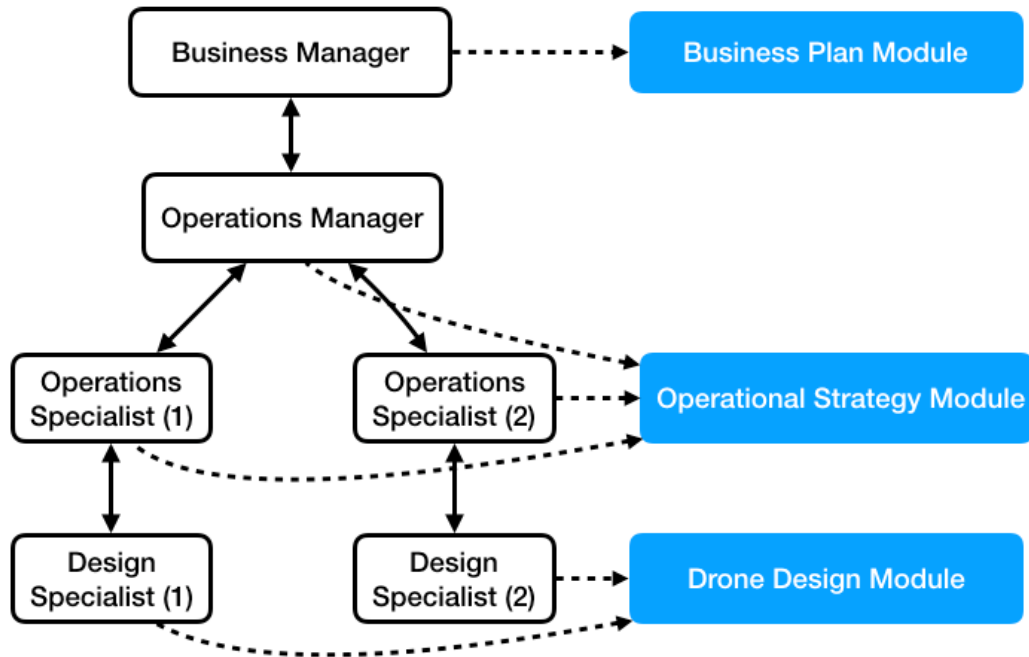 Business Manager
Business Plan Module
Operations Manager
Operations
Specialist (1)
Operations
Specialist (2)
Operational Strategy Module
Design
Specialist (1)
Design
Specialist (2)
Drone Design Module